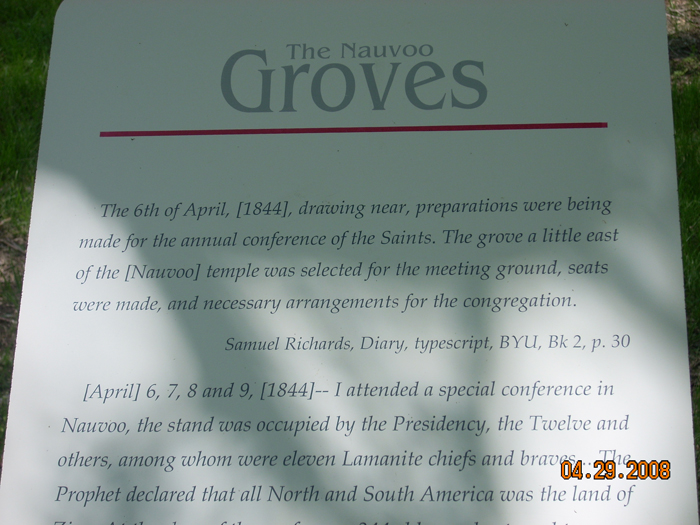 The Nauvoo
Groves
The 6th of April, [1844], drawing near, preparations were being
made for the annual conference of the Saints. The grove a little east
of the [Nauvoo] temple was selected for the meeting ground, seats
were made, and necessary arrangements for the congregation.
Samuel Richards, Diary, typescript, BYU, Bk 2, p. 30
[April] 6, 7, 8 and 9, [1844]-- I attended a special conference in
Nauvoo, the stand was occupied by the Presidency, the Twelve and
others, among whom were eleven Lamanite chiefs and braves... The
Prophet declared that all North and South America was the land of
04.29.2008